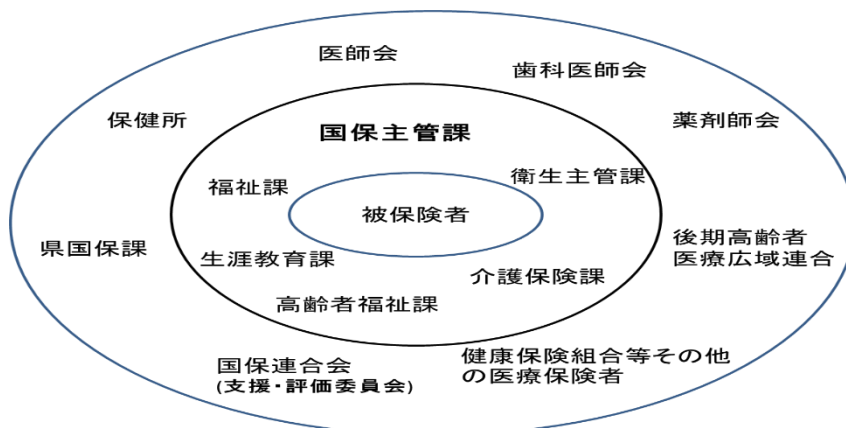 医師会
歯科医師会
保健所
薬剤師会
国保主管課
福祉課
衛生主管課
被保険者
県国保課
後期高齢者
医療広域連合
生涯教育課
介護保険課
高齢者福祉課
国保連合会
(支援・評価委員会)
健康保険組合等その他
の医療保険者